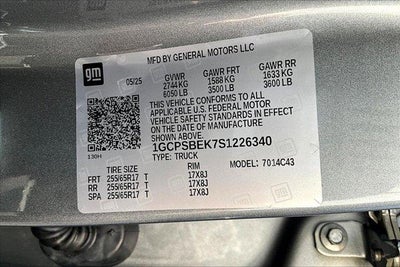 gm
MFD BY GENERAL MOTORS LLC
05/25 GVWR GAWR FRT GAWR RR
2744 KG 1588 KG 1633 KG
6050 LB 3500 LB 3600 LB
THIS VEHICLE CONFORMS TO ALL
APPLICABLE U.S. FEDERAL MOTOR
VEHICLE SAFETY STANDARDS IN EFFECT
ON THE DATE OF MANUFACTURE
SHOWN ABOVE.
1GCPSBEK7S1226340
130H TYPE: TRUCK MODEL: 7014C43
TIRE SIZE RIM
FRT 255/65R17 T 17X8J
RR 255/65R17 T 17X8J
SPA 255/65R17 T 17X8J